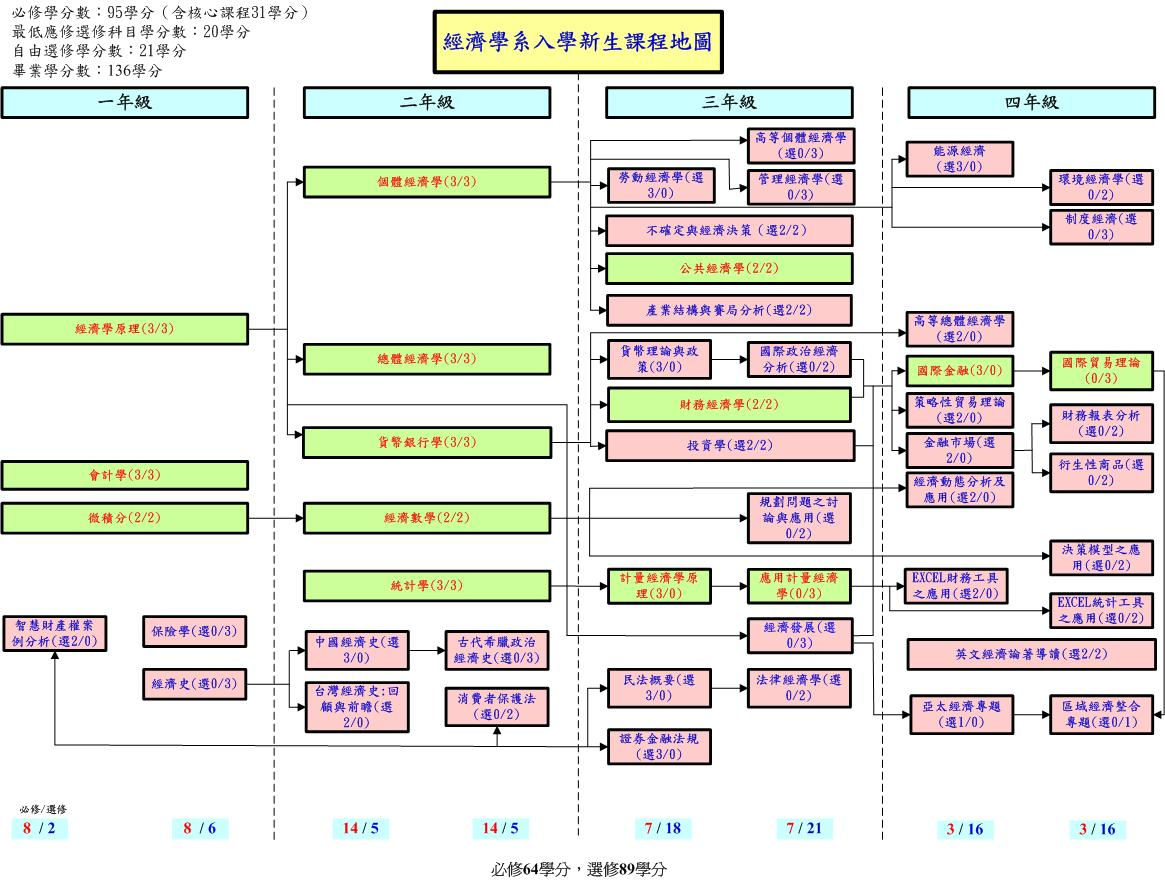 必修學分數：95學分（含核心課程31學分）
最低應修選修科目學分數：20學分
自由選修學分數：21學分
畢業學分數：136學分
經濟學系入學新生課程地圖
一年級
二年級
三年級
四年級
經濟學原理(3/3)
會計學(3/3)
微積分(2/2)
智慧財產權案
例分析(選2/0)
保險學(選0/3)
經濟史(選0/3)
個體經濟學(3/3)
總體經濟學(3/3)
貨幣銀行學(3/3)
經濟數學(2/2)
統計學(3/3)
中國經濟史(選
3/0)
古代希臘政治
經濟史(選0/3)
台灣經濟史:回
顧與前瞻(選
2/0)
消費者保護法
(選0/2)
高等個體經濟學
(選0/3)
勞動經濟學(選
3/0)
管理經濟學(選
0/3)
不確定與經濟決策（選2/2)
公共經濟學(2/2)
產業結構與賽局分析(選2/2)
貨幣理論與政
策(3/0)
國際政治經濟
分析(選0/2)
財務經濟學(2/2)
投資學(選2/2)
規劃問題之討
論與應用(選
0/2)
計量經濟學原
理(3/0)
應用計量經濟
學(0/3)
經濟發展(選
0/3)
民法概要(選
3/0)
法律經濟學(選
0/2)
證券金融法規
(選3/0)
能源經濟
(選3/0)
環境經濟學(選
0/2)
制度經濟(選
0/3)
高等總體經濟學
(選2/0)
國際金融(3/0)
國際貿易理論
(0/3)
策略性貿易理論
(選2/0)
財務報表分析
(選0/2)
金融市場(選
2/0)
衍生性商品(選
0/2)
經濟動態分析及
應用(選2/0)
決策模型之應
用(選0/2)
EXCEL財務工具
之應用(選2/0)
EXCEL統計工具
之應用(選0/2)
英文經濟論著導讀(選2/2)
亞太經濟專題
(選1/0)
區域經濟整合
專題(選0/1)
必修/選修
8 / 2
8 / 6
14 / 5
14 / 5
7 / 18
7 / 21
3 / 16
3 / 16
必修64學分，選修89學分